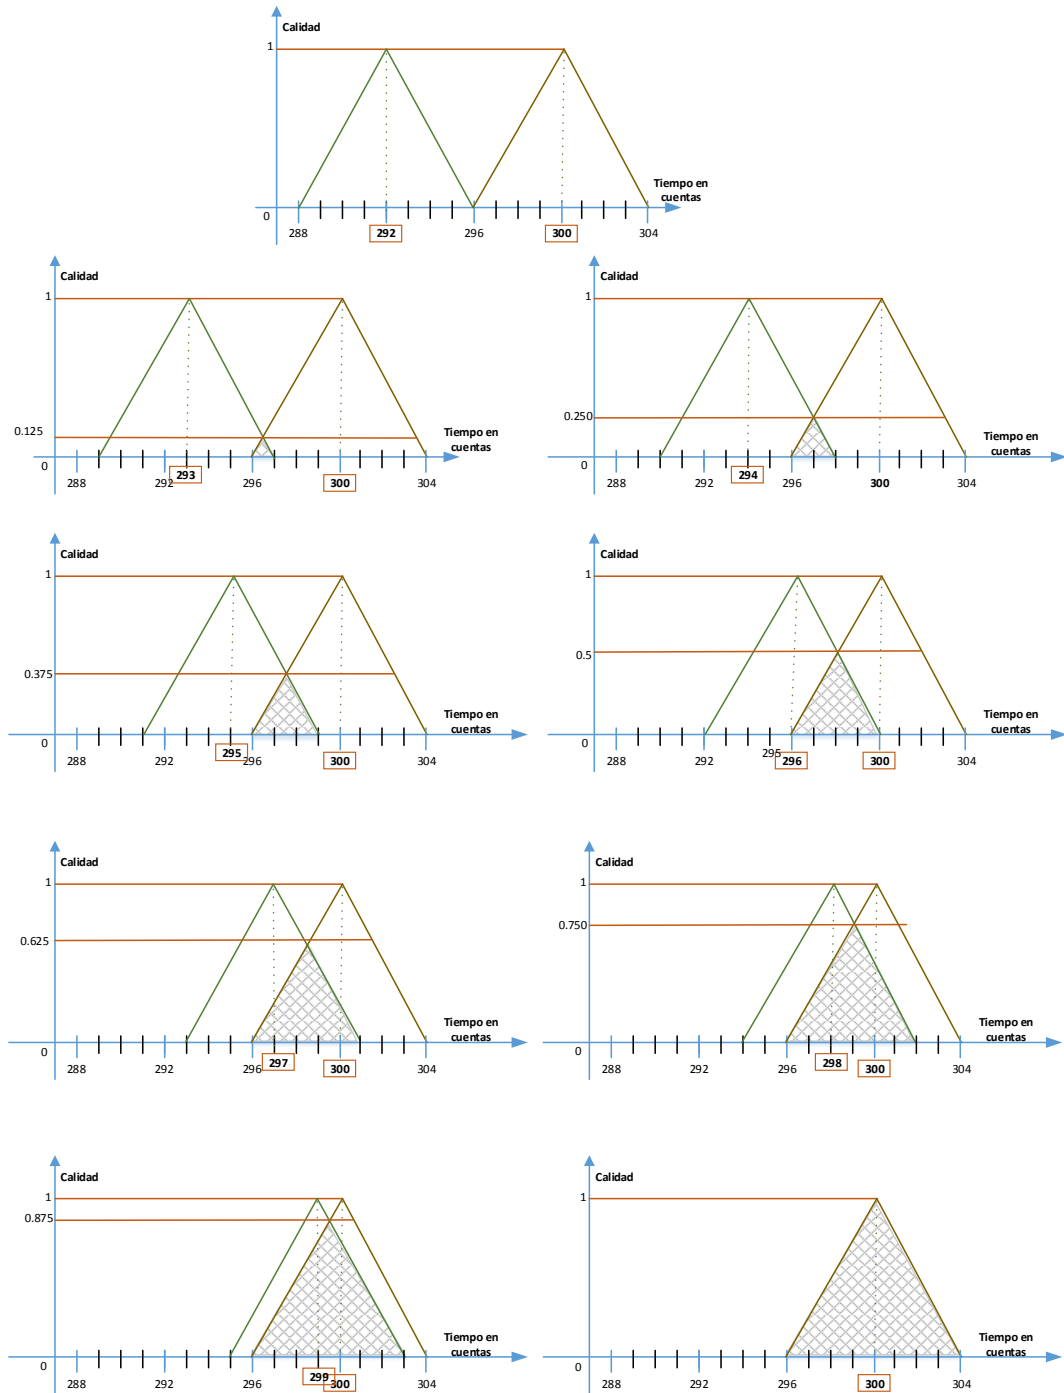 Calidad
1
Tiempo en
cuentas
0
288
292
296
300
304
Calidad
1
0.125
Tiempo en
cuentas
0
288
292
293
296
300
304
Calidad
1
0.250
Tiempo en
cuentas
0
288
292
294
296
300
304
Calidad
1
0.375
Tiempo en
cuentas
0
288
292
295
296
300
304
Calidad
1
0.5
Tiempo en
cuentas
0
288
292
295
296
300
304
Calidad
1
0.625
Tiempo en
cuentas
0
288
292
296
297
300
304
Calidad
1
0.750
Tiempo en
cuentas
0
288
292
296
298
300
304
Calidad
1
0.875
Tiempo en
cuentas
0
288
292
296
299
300
304
Calidad
1
Tiempo en
cuentas
0
288
292
296
300
304